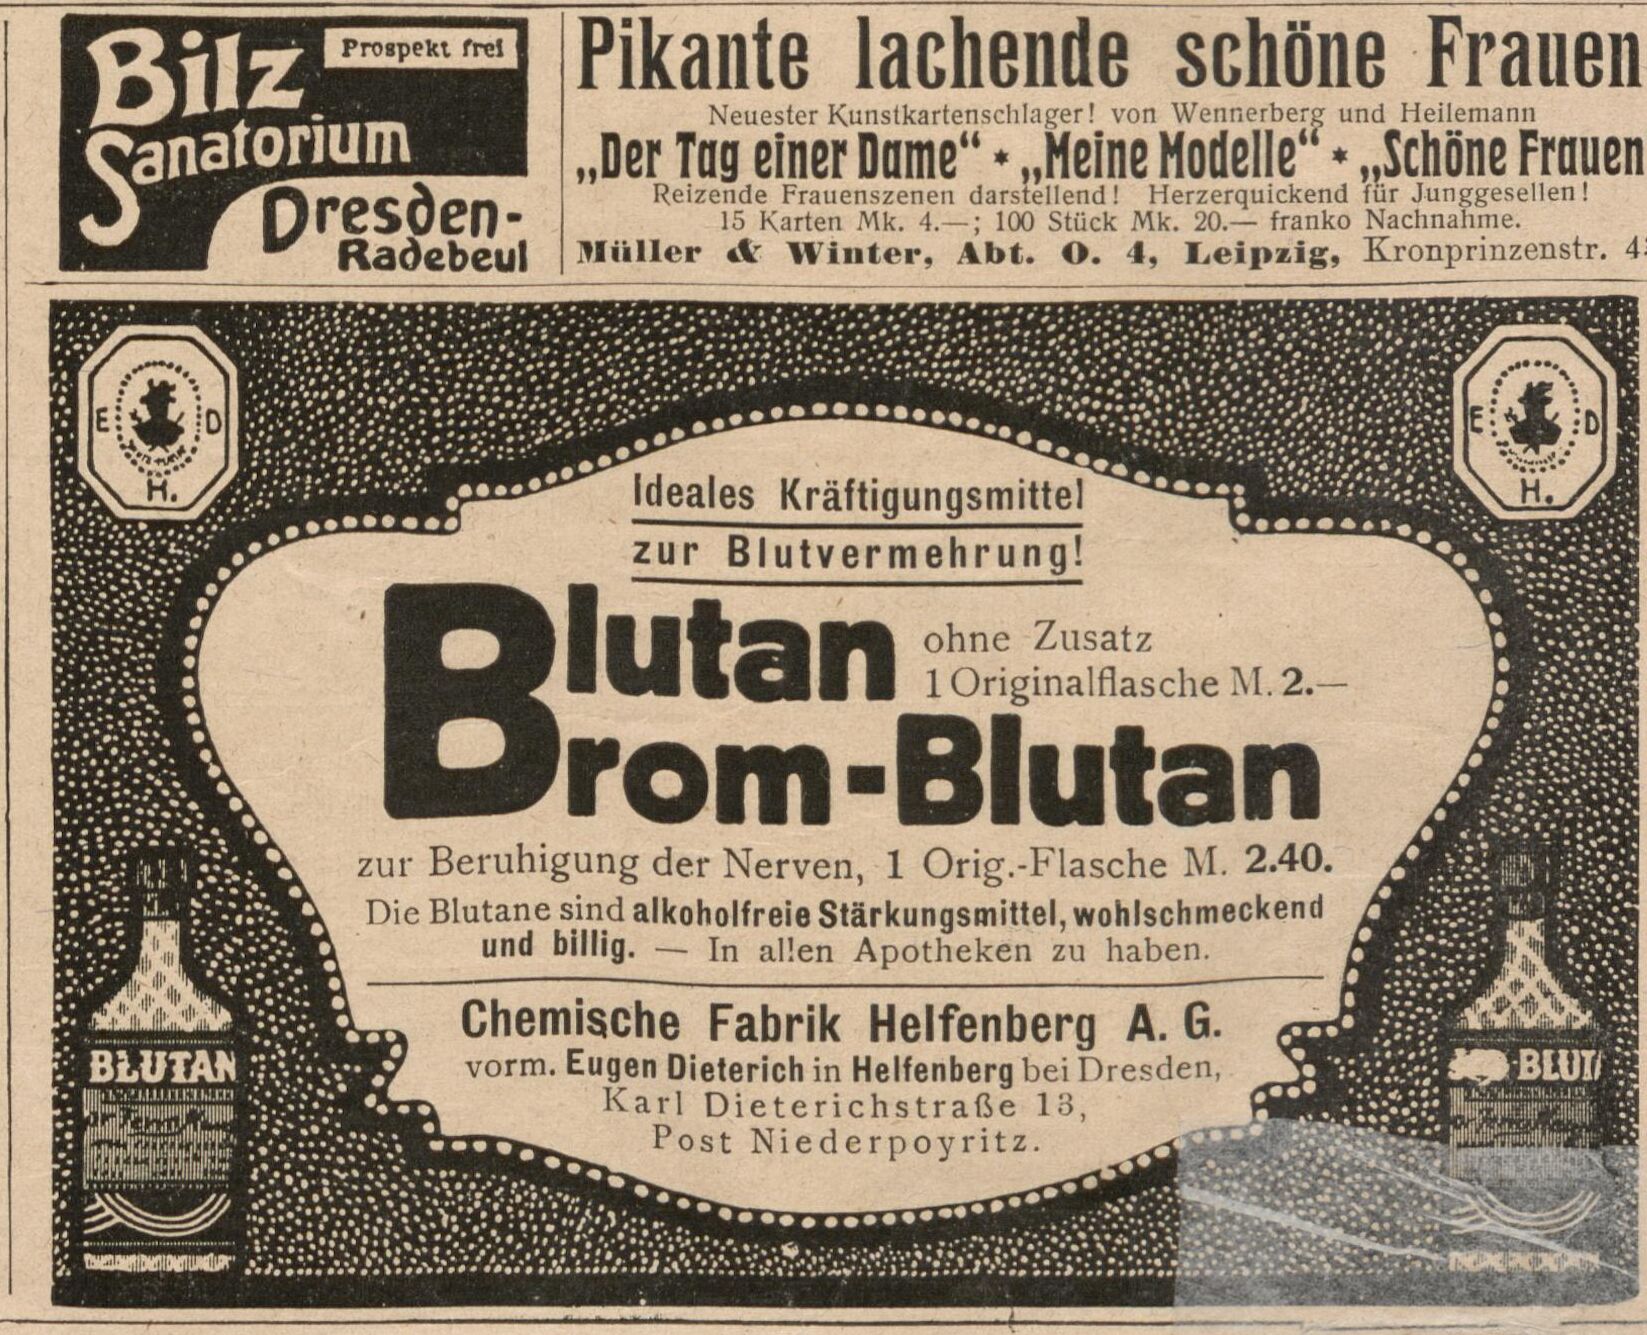 Bilz
Prospekt frei
Sanatorium
Dresden-
Radebeul
Pikante lachende schöne Frauen
Neuester Kunstkartenschlager! von Wennerberg und Heilemann
„Der Tag einer Dame“ * „Meine Modelle“ * „Schöne Frauen
Reizende Frauenszenen darstellend! Herzerquickend für Junggesellen!
15 Karten Mk. 4.—; 100 Stück Mk. 20.— franko Nachnahme.
Müller & Winter, Abt. O. 4, Leipzig, Kronprinzenstr.
E D
H.
E D
H.
Ideales Kräftigungsmittel
zur Blutvermehrung!
Blutan
ohne Zusatz
1 Originalflasche M. 2.—
Brom-Blutan
zur Beruhigung der Nerven, 1 Orig.-Flasche M. 2.40.
Die Blutane sind alkoholfreie Stärkungsmittel, wohlschmeckend
und billig. — In allen Apotheken zu haben.
Chemische Fabrik Helfenberg A. G.
vorm. Eugen Dieterich in Helfenberg bei Dresden,
Karl Dieterichstraße 13,
Post Niederpoyritz.
BLUTAN
BLUT